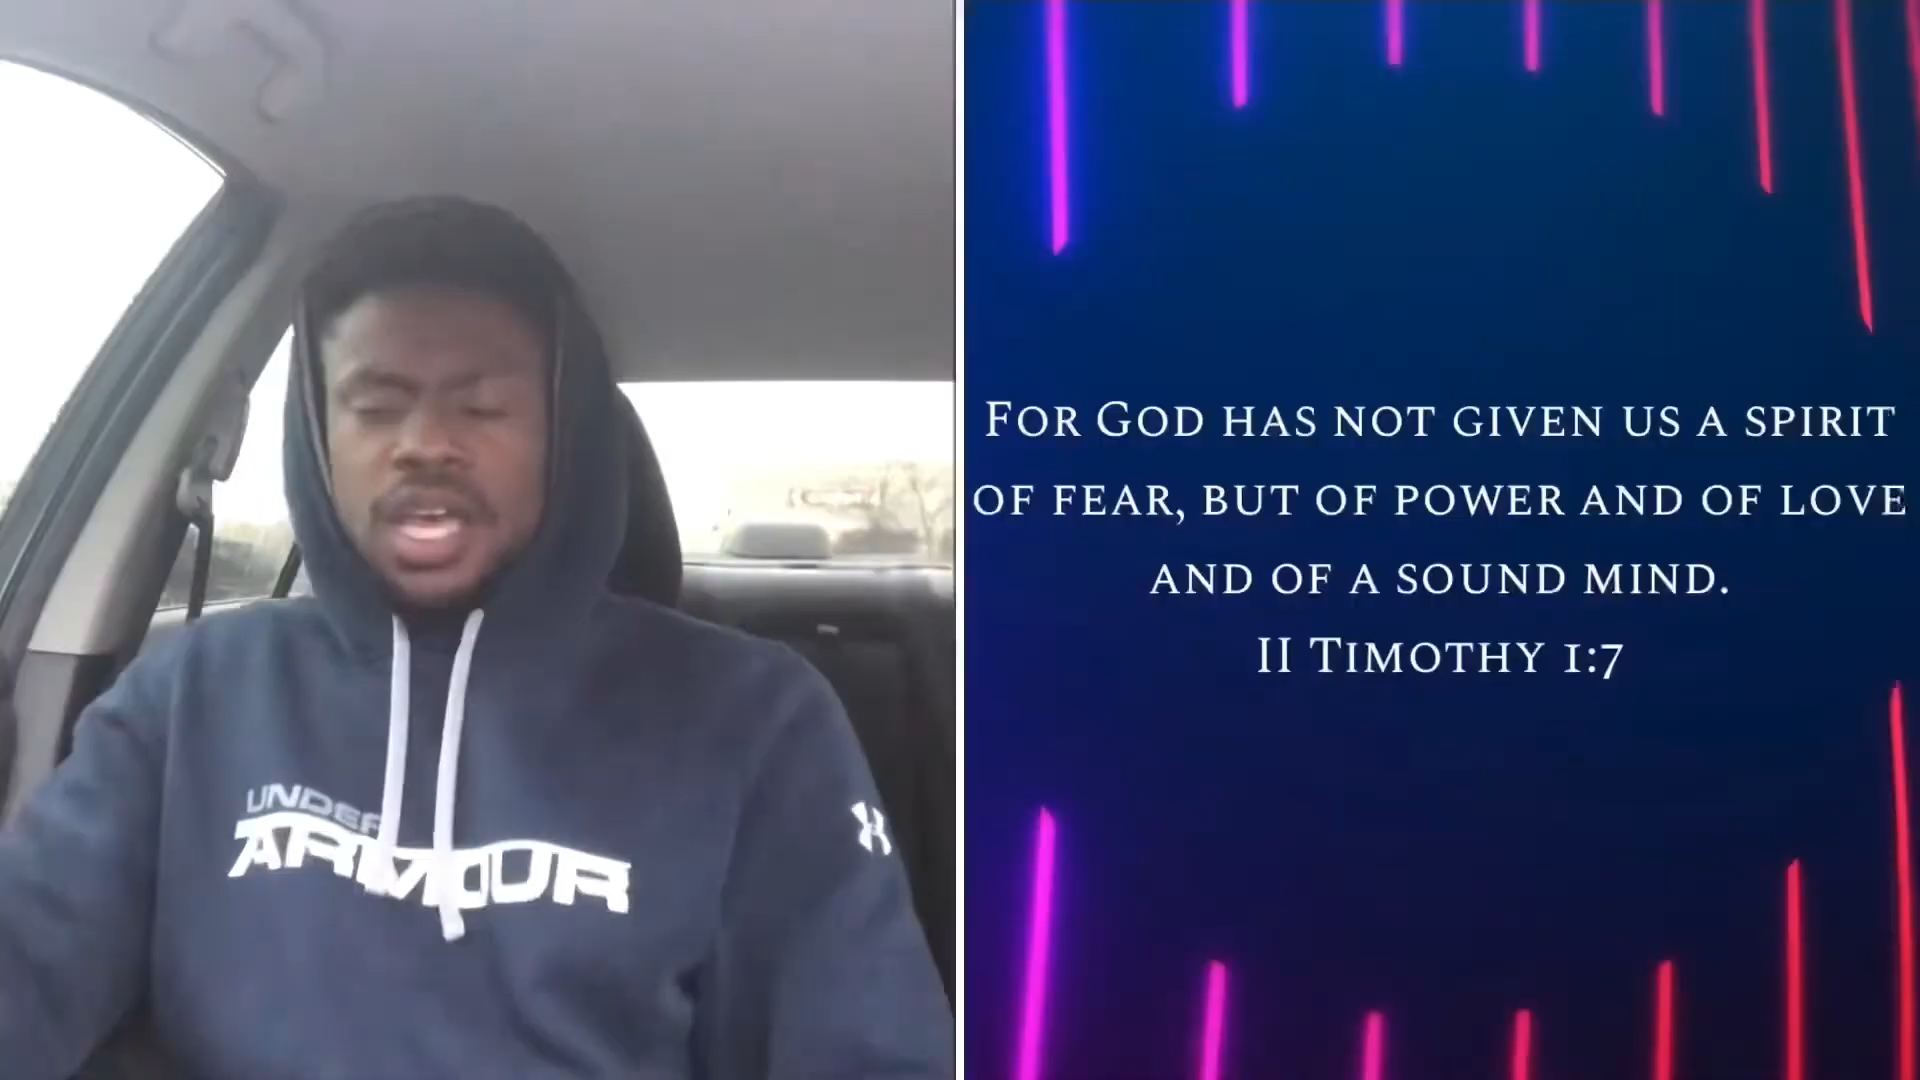 UNDER
ARMOUR
For God has not given us a spirit
of fear, but of power and of love
and of a sound mind.
II Timothy 1:7